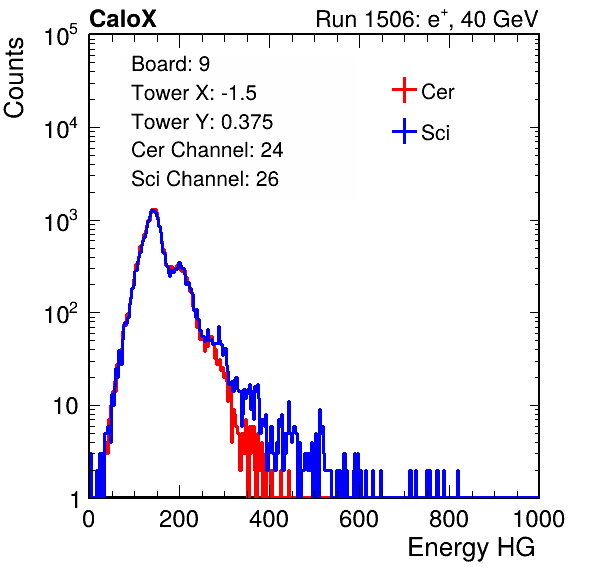 CaloX Run 1506: e⁺, 40 GeV
Counts
10⁵
10⁴
10³
10²
10
1
Board: 9
Tower X: -1.5
Tower Y: 0.375
Cer Channel: 24
Sci Channel: 26
Cer
Sci
0 200 400 600 800 1000
Energy HG